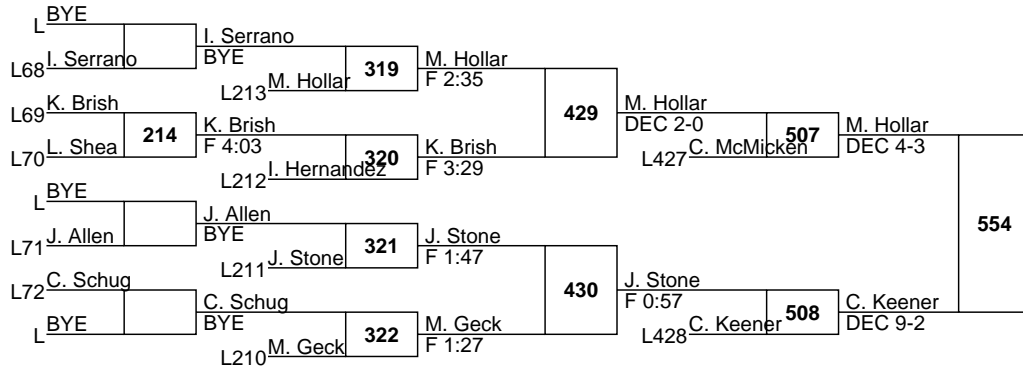 L BYE
L68 I. Serrano
I. Serrano
BYE
L213 M. Hollar
319
M. Hollar
F 2:35
L69 K. Brish
L70 L. Shea
214
K. Brish
F 4:03
L212 I. Hernandez
320
K. Brish
F 3:29
429
M. Hollar
DEC 2-0
L427 C. McMicken
507
M. Hollar
DEC 4-3
L BYE
L71 J. Allen
J. Allen
BYE
L211 J. Stone
321
J. Stone
F 1:47
L72 C. Schug
L BYE
C. Schug
BYE
L210 M. Geck
322
M. Geck
F 1:27
430
J. Stone
F 0:57
L428 C. Keener
508
C. Keener
DEC 9-2
554